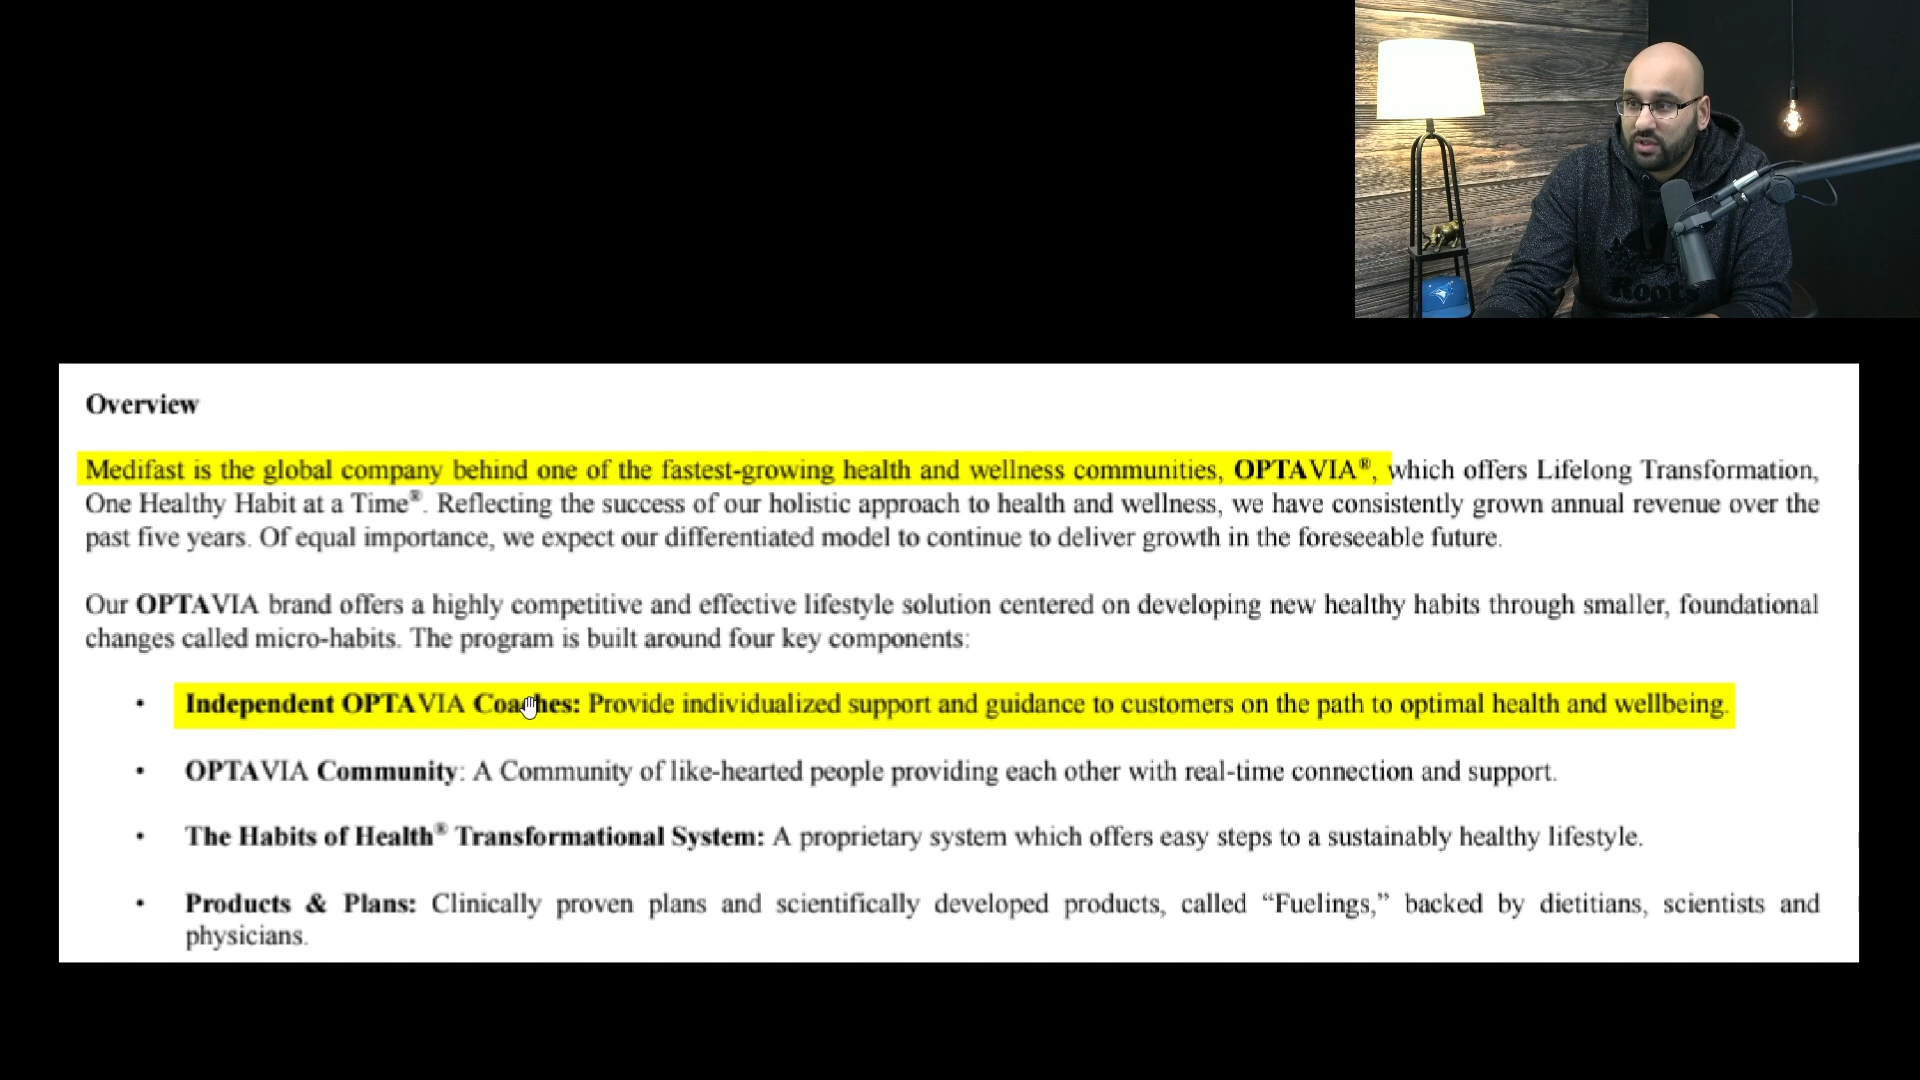 Roots
Overview
Medifast is the global company behind one of the fastest-growing health and wellness communities, OPTAVIA®, which offers Lifelong Transformation,
One Healthy Habit at a Time®. Reflecting the success of our holistic approach to health and wellness, we have consistently grown annual revenue over the
past five years. Of equal importance, we expect our differentiated model to continue to deliver growth in the foreseeable future.
Our OPTAVIA brand offers a highly competitive and effective lifestyle solution centered on developing new healthy habits through smaller, foundational
changes called micro-habits. The program is built around four key components:
• Independent OPTAVIA Coaches: Provide individualized support and guidance to customers on the path to optimal health and wellbeing.
• OPTAVIA Community: A Community of like-hearted people providing each other with real-time connection and support.
• The Habits of Health® Transformational System: A proprietary system which offers easy steps to a sustainably healthy lifestyle.
• Products & Plans: Clinically proven plans and scientifically developed products, called “Fuelings,” backed by dietitians, scientists and
physicians.